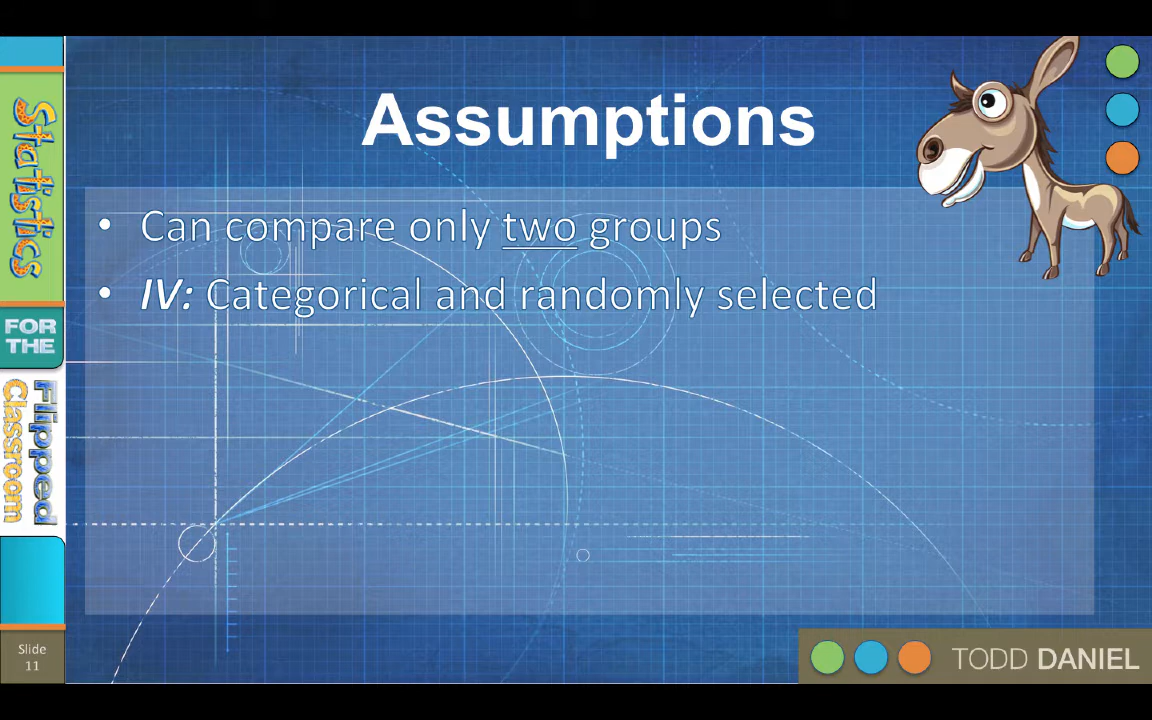 Assumptions
• Can compare only two groups
• IV: Categorical and randomly selected
Statistics
FOR
THE
Flipped
Classroom
Slide
11
TODD DANIEL